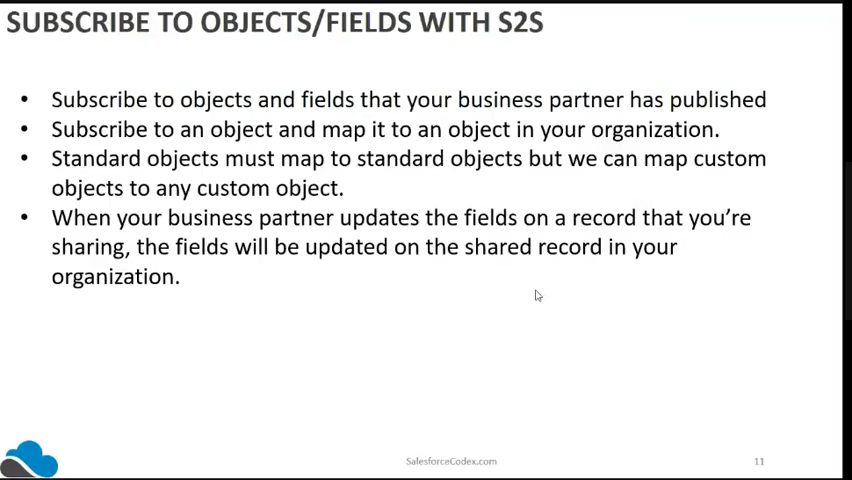 SUBSCRIBE TO OBJECTS/FIELDS WITH S2S
• Subscribe to objects and fields that your business partner has published
• Subscribe to an object and map it to an object in your organization.
• Standard objects must map to standard objects but we can map custom
objects to any custom object.
• When your business partner updates the fields on a record that you’re
sharing, the fields will be updated on the shared record in your
organization.
SalesforceCodex.com
11